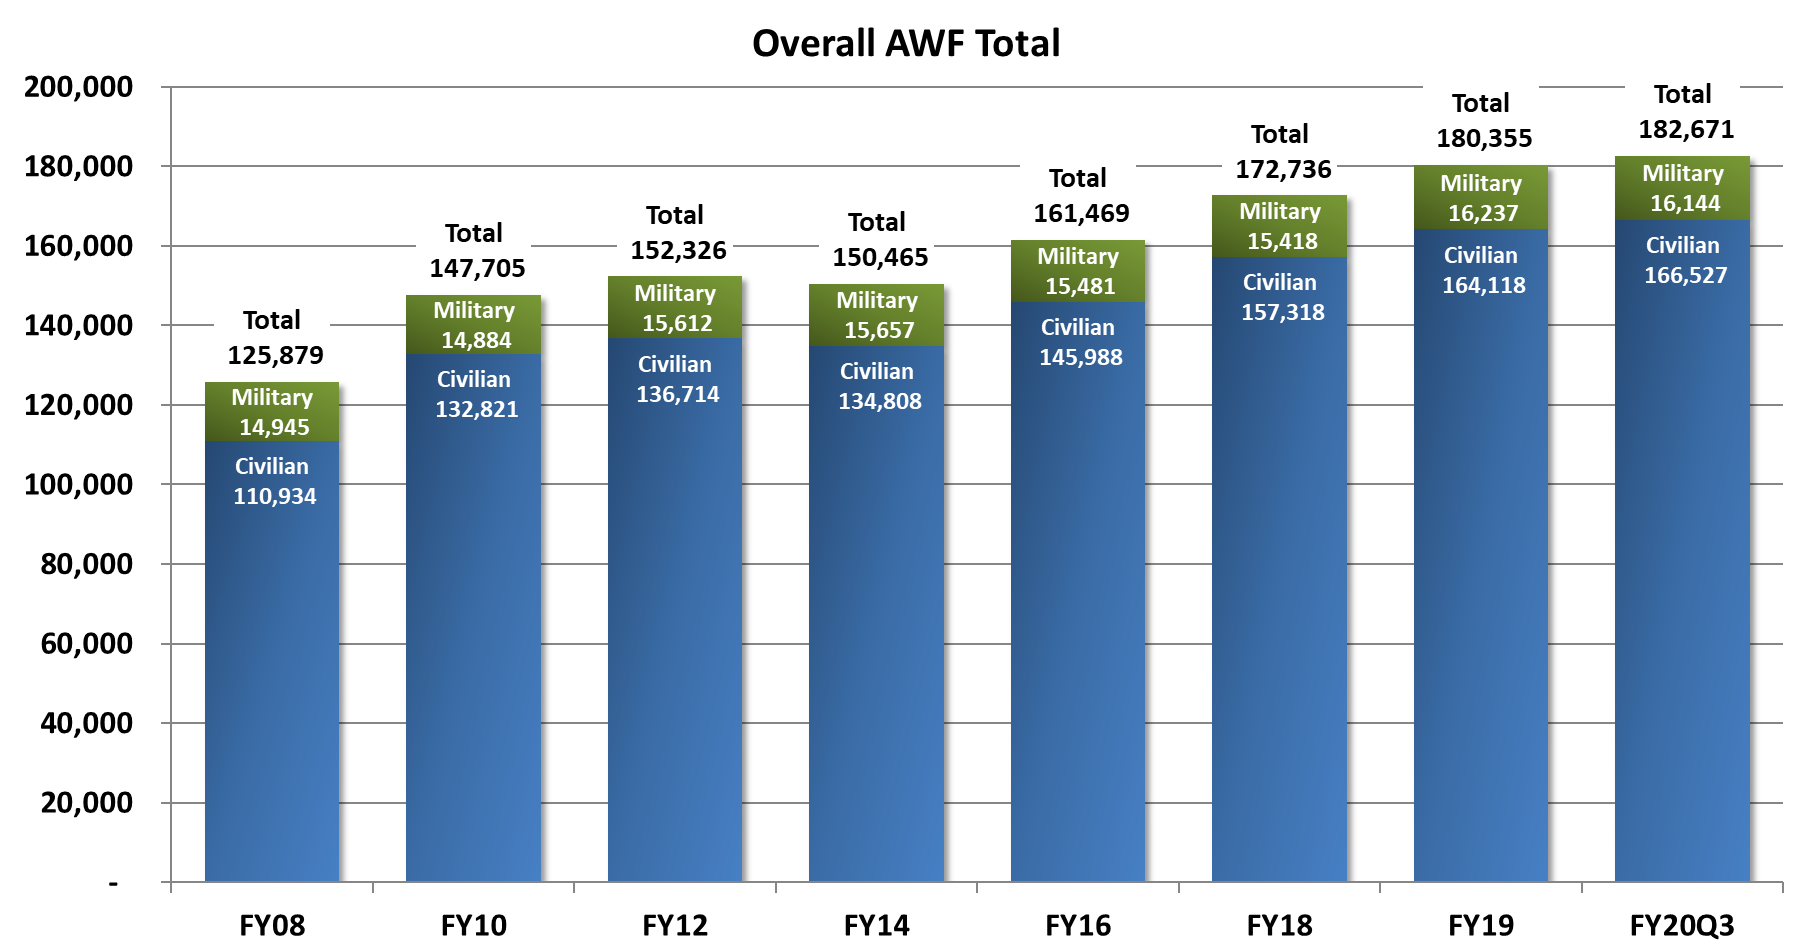 Overall AWF Total
200,000
180,000
160,000
140,000
120,000
100,000
80,000
60,000
40,000
20,000
-
Total
125,879
Military
14,945
Civilian
110,934
Total
147,705
Military
14,884
Civilian
132,821
Total
152,326
Military
15,612
Civilian
136,714
Total
150,465
Military
15,657
Civilian
134,808
Total
161,469
Military
15,481
Civilian
145,988
Total
172,736
Military
15,418
Civilian
157,318
Total
180,355
Military
16,237
Civilian
164,118
Total
182,671
Military
16,144
Civilian
166,527
FY08
FY10
FY12
FY14
FY16
FY18
FY19
FY20Q3